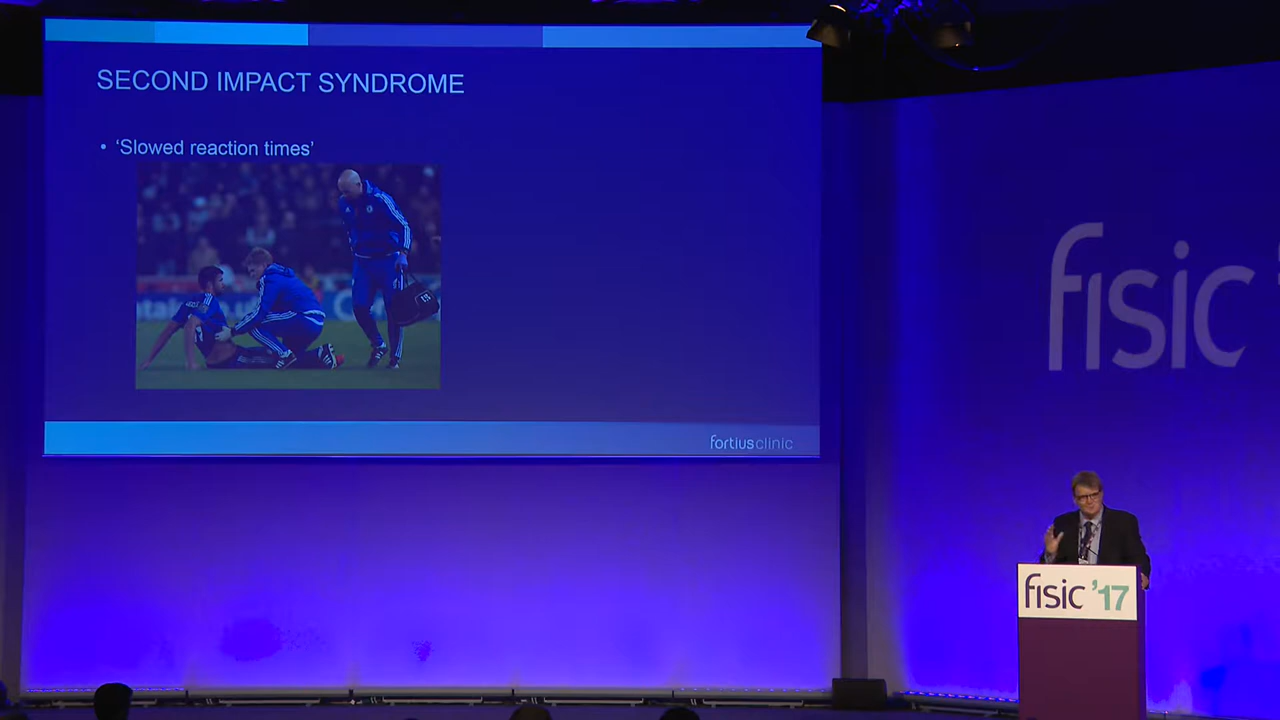 SECOND IMPACT SYNDROME
• 'Slowed reaction times'
fortiusclinic
fisic
fisic '17